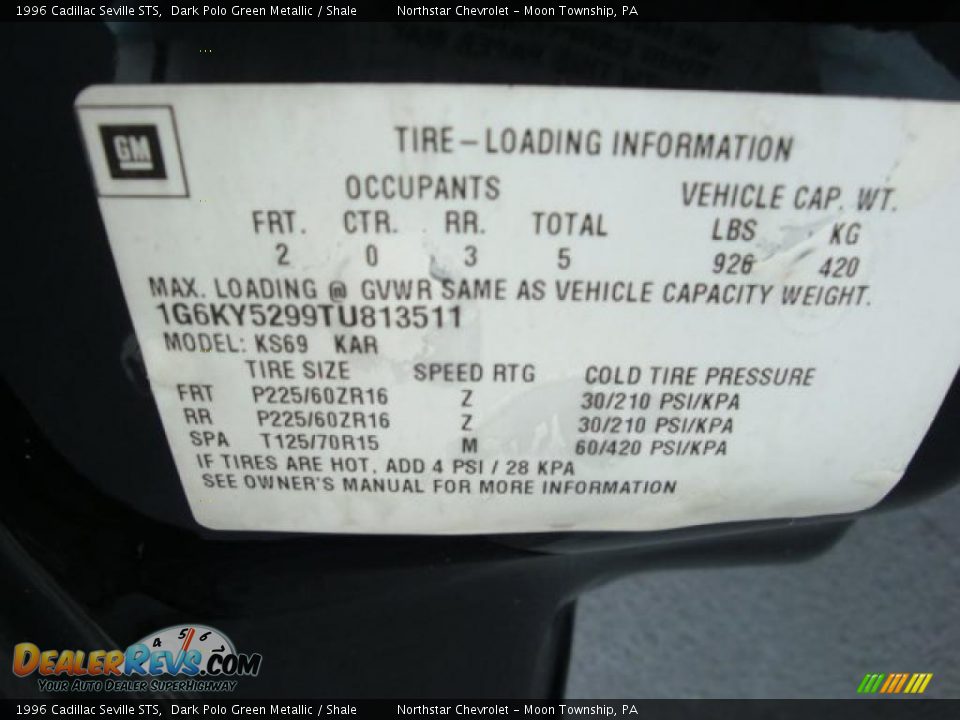 1996 Cadillac Seville STS, Dark Polo Green Metallic / Shale Northstar Chevrolet - Moon Township, PA
GM
TIRE-LOADING INFORMATION
OCCUPANTS VEHICLE CAP. WT.
FRT. CTR. RR. TOTAL LBS KG
2 0 3 5 926 420
MAX. LOADING @ GVWR SAME AS VEHICLE CAPACITY WEIGHT.
1G6KY5299TU813511
MODEL: KS69 KAR
TIRE SIZE SPEED RTG COLD TIRE PRESSURE
FRT P225/60ZR16 Z 30/210 PSI/KPA
RR P225/60ZR16 Z 30/210 PSI/KPA
SPA T125/70R15 M 60/420 PSI/KPA
IF TIRES ARE HOT, ADD 4 PSI / 28 KPA
SEE OWNER'S MANUAL FOR MORE INFORMATION
4 5 6
DEALERREVS.COM
YOUR AUTO DEALER SUPERHIGHWAY
1996 Cadillac Seville STS, Dark Polo Green Metallic / Shale Northstar Chevrolet - Moon Township, PA